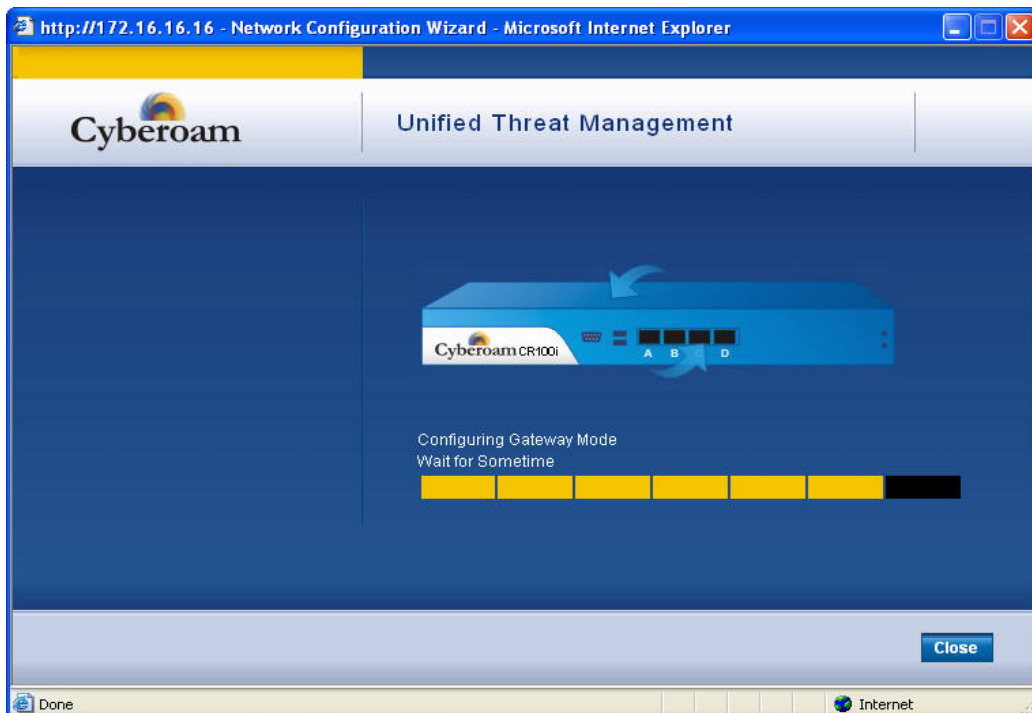 http://172.16.16.16 - Network Configuration Wizard - Microsoft Internet Explorer
Cyberoam
Unified Threat Management
Cyberoam CR100i
A B D
Configuring Gateway Mode
Wait for Sometime
Close
Done
Internet